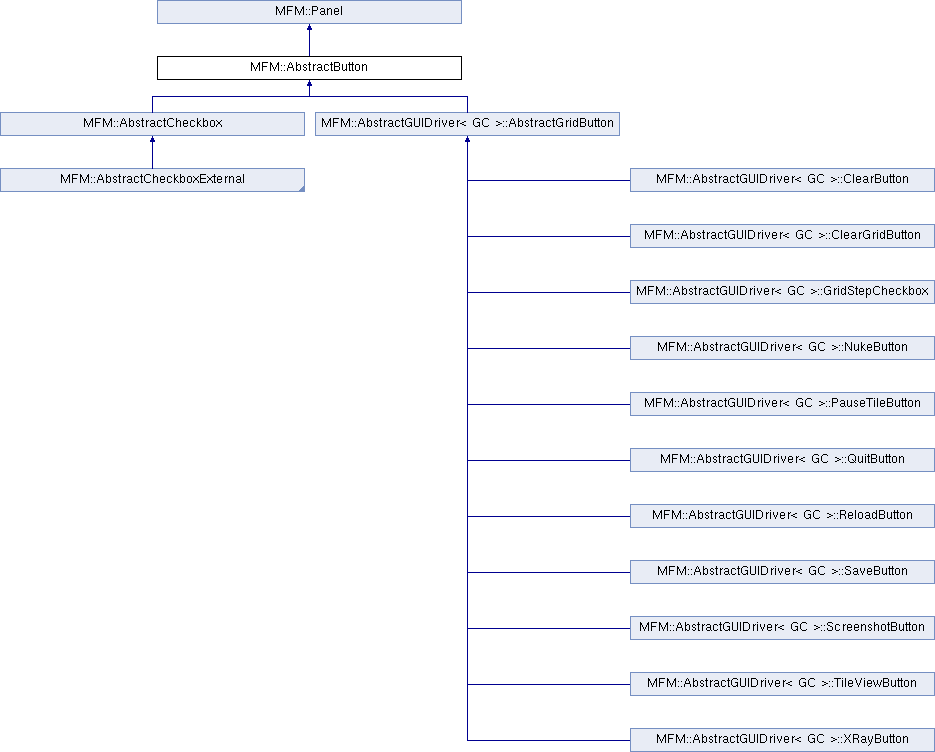 MFM::Panel
MFM::AbstractButton
MFM::AbstractCheckbox
MFM::AbstractGUIDriver< GC >::AbstractGridButton
MFM::AbstractCheckboxExternal
MFM::AbstractGUIDriver< GC >::ClearButton
MFM::AbstractGUIDriver< GC >::ClearGridButton
MFM::AbstractGUIDriver< GC >::GridStepCheckbox
MFM::AbstractGUIDriver< GC >::NukeButton
MFM::AbstractGUIDriver< GC >::PauseTileButton
MFM::AbstractGUIDriver< GC >::QuitButton
MFM::AbstractGUIDriver< GC >::ReloadButton
MFM::AbstractGUIDriver< GC >::SaveButton
MFM::AbstractGUIDriver< GC >::ScreenshotButton
MFM::AbstractGUIDriver< GC >::TileViewButton
MFM::AbstractGUIDriver< GC >::XRayButton